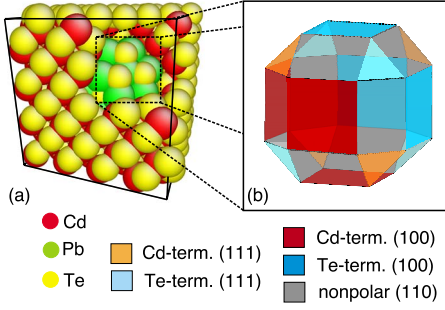 (a)
(b)
Cd
Pb
Te
Cd-term. (111)
Te-term. (111)
Cd-term. (100)
Te-term. (100)
nonpolar (110)